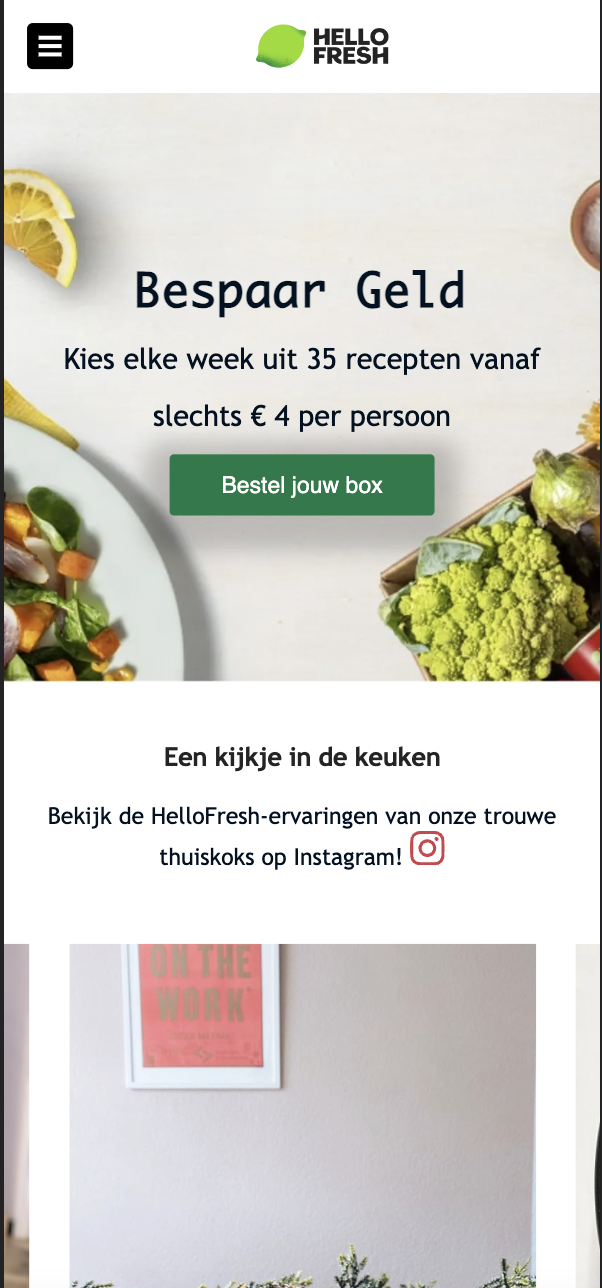 HELLO
FRESH
Bespaar Geld
Kies elke week uit 35 recepten vanaf
slechts € 4 per persoon
Bestel jouw box
Een kijkje in de keuken
Bekijk de HelloFresh-ervaringen van onze trouwe
thuiskoks op Instagram!
ON THE
WORK